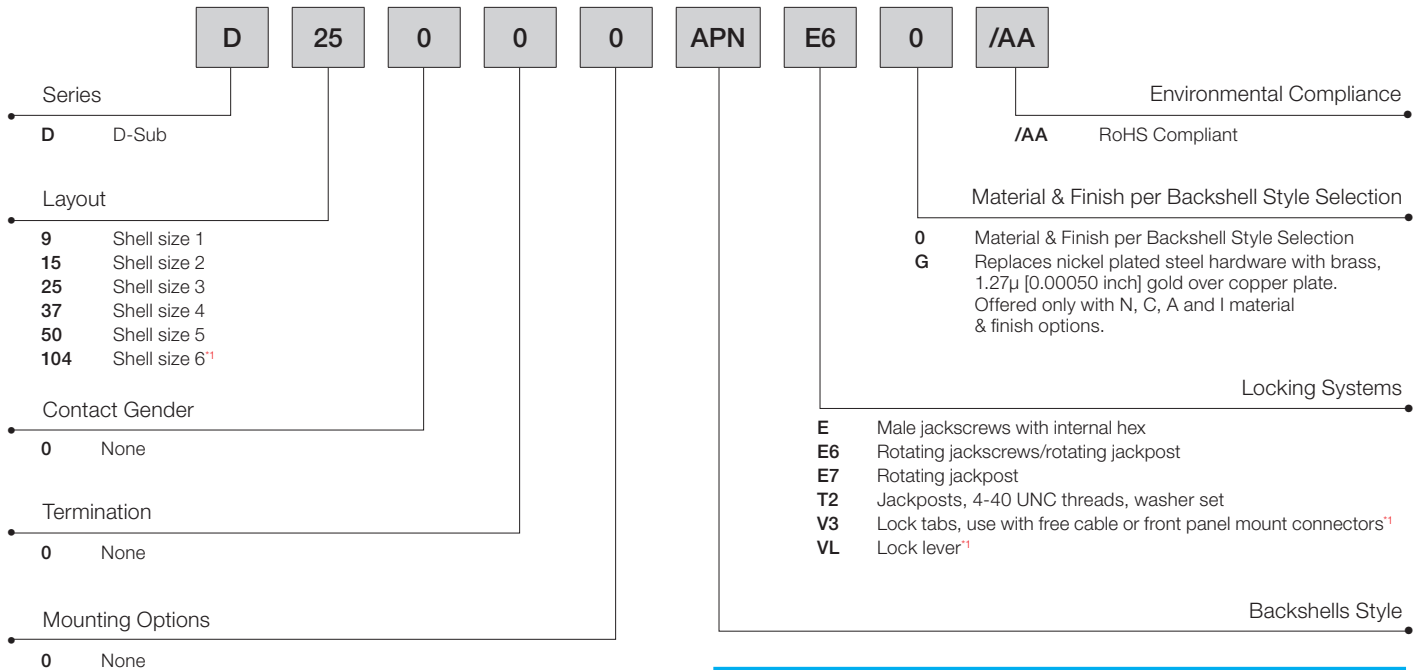 D 25 0 0 0 APN E6 0 /AA
Series
D D-Sub
Layout
9 Shell size 1
15 Shell size 2
25 Shell size 3
37 Shell size 4
50 Shell size 5
104 Shell size 6*1
Contact Gender
0 None
Termination
0 None
Mounting Options
0 None
Environmental Compliance
/AA RoHS Compliant
Material & Finish per Backshell Style Selection
0 Material & Finish per Backshell Style Selection
G Replaces nickel plated steel hardware with brass,
1.27µ [0.00050 inch] gold over copper plate.
Offered only with N, C, A and I material
& finish options.
Locking Systems
E Male jackscrews with internal hex
E6 Rotating jackscrews/rotating jackpost
E7 Rotating jackpost
T2 Jackposts, 4-40 UNC threads, washer set
V3 Lock tabs, use with free cable or front panel mount connectors*1
VL Lock lever*1
Backshells Style